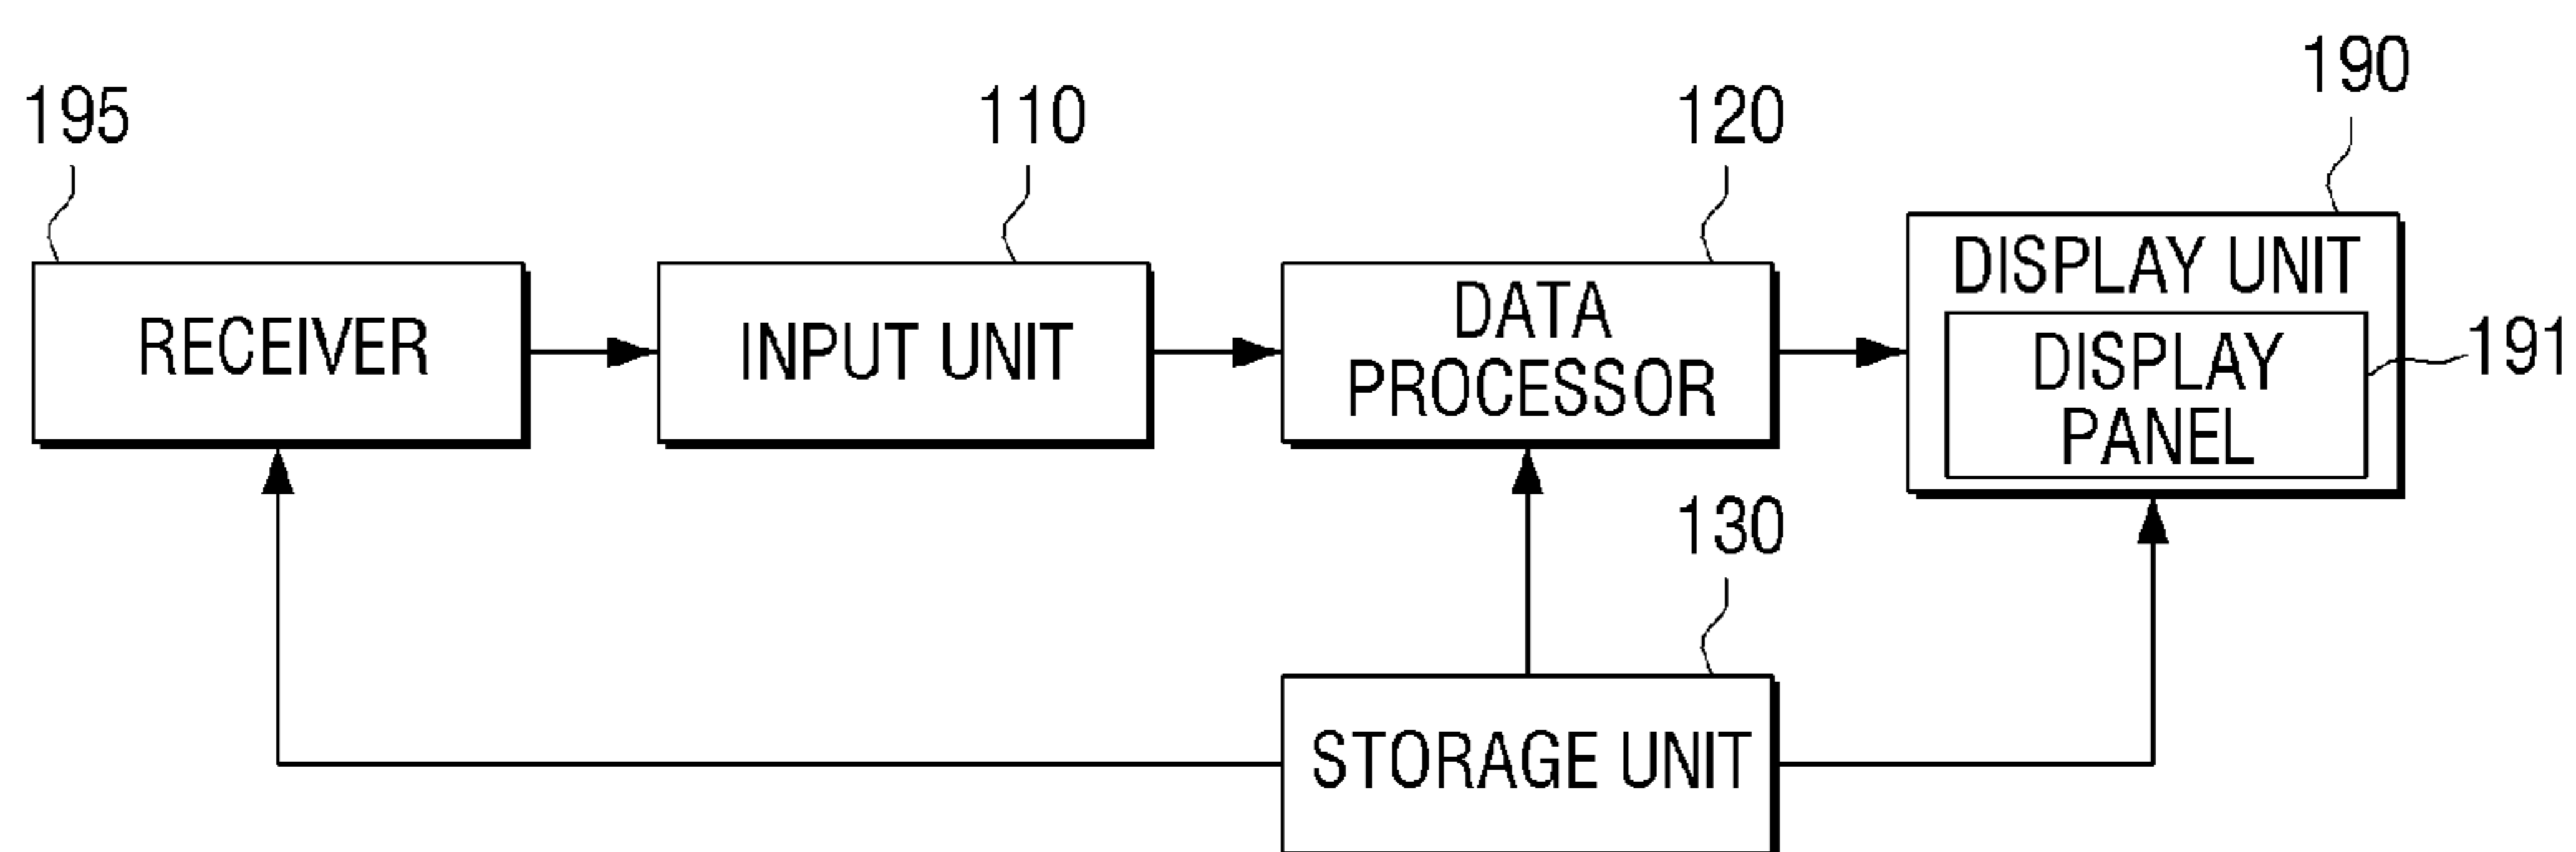 195
110
120
190
RECEIVER
INPUT UNIT
DATA
PROCESSOR
DISPLAY UNIT
DISPLAY
PANEL
191
130
STORAGE UNIT